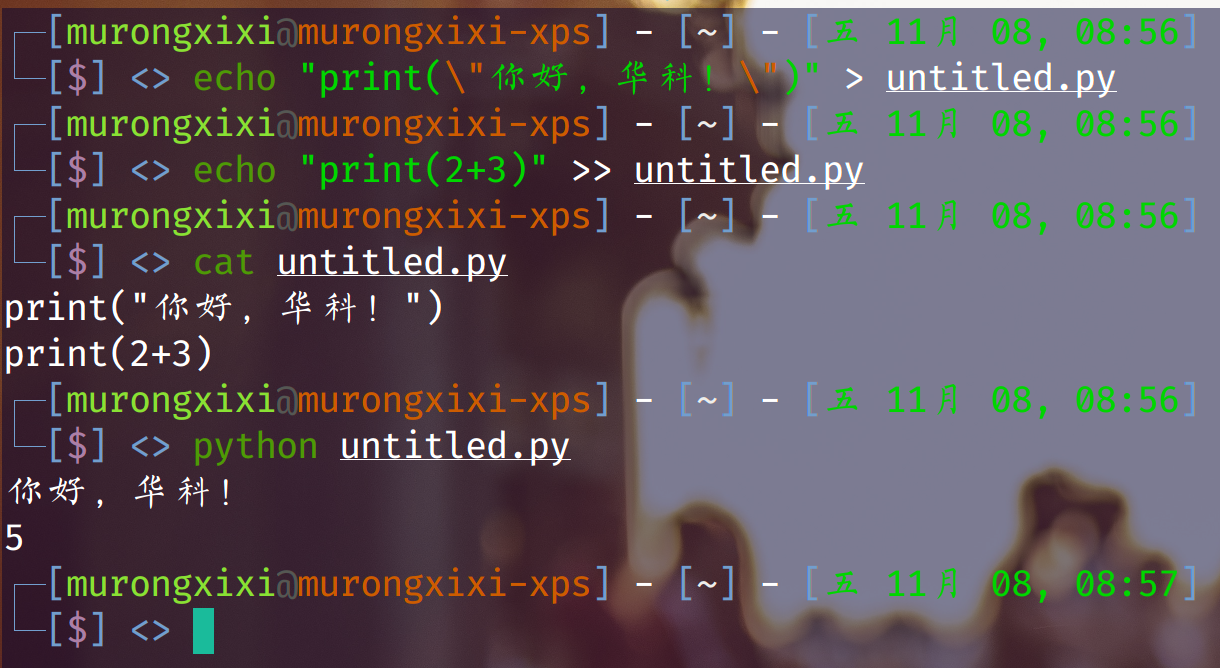 [murongxixi@murongxixi-xps] - [~] - [五 11月 08, 08:56]
[$] <> echo "print(\"你好，华科！\")" > untitled.py
[murongxixi@murongxixi-xps] - [~] - [五 11月 08, 08:56]
[$] <> echo "print(2+3)" >> untitled.py
[murongxixi@murongxixi-xps] - [~] - [五 11月 08, 08:56]
[$] <> cat untitled.py
print("你好，华科！")
print(2+3)
[murongxixi@murongxixi-xps] - [~] - [五 11月 08, 08:56]
[$] <> python untitled.py
你好，华科！
5
[murongxixi@murongxixi-xps] - [~] - [五 11月 08, 08:57]
[$] <>